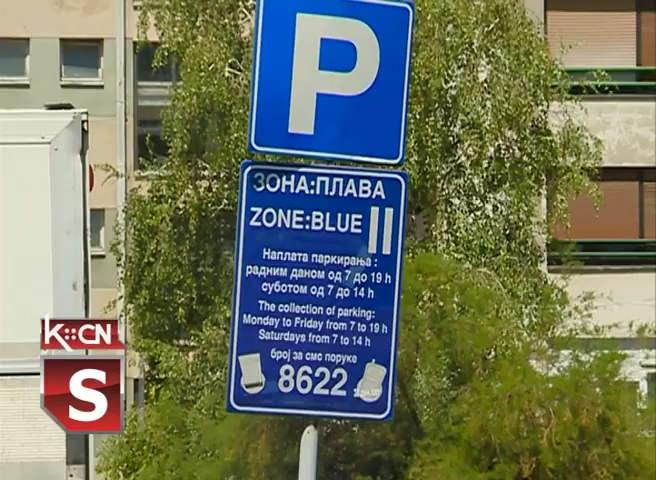 P
ЗОНА:ПЛАВА
ZONE:BLUE II
Наплата паркирања :
радним даном од 7 до 19 h
суботом од 7 до 14 h
The collection of parking:
Monday to Friday from 7 to 19 h
Saturdays from 7 to 14 h
број за смс поруке
8622
K::CN
S